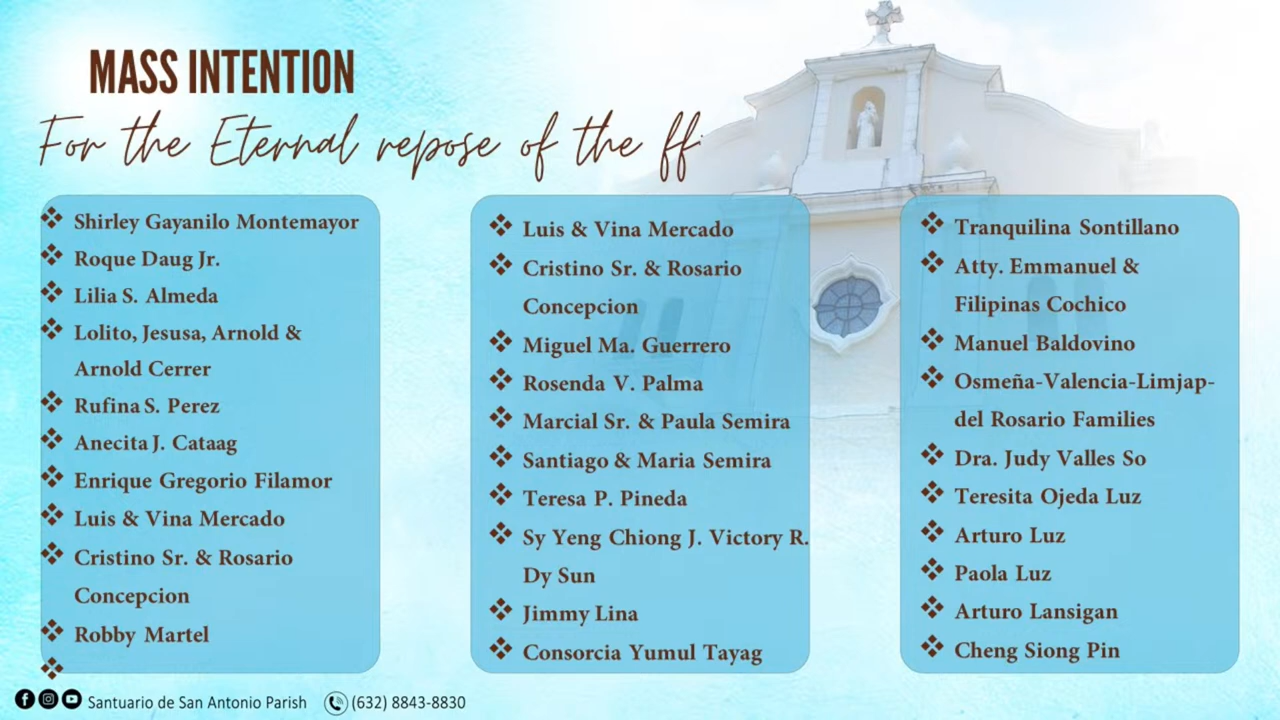 MASS INTENTION
For the Eternal repose of the ff:
Shirley Gayanilo Montemayor
Roque Daug Jr.
Lilia S. Almeda
Lolito, Jesusa, Arnold &
Arnold Cerrer
Rufina S. Perez
Anecita J. Cataag
Enrique Gregorio Filamor
Luis & Vina Mercado
Cristino Sr. & Rosario
Concepcion
Robby Martel
Luis & Vina Mercado
Cristino Sr. & Rosario
Concepcion
Miguel Ma. Guerrero
Rosenda V. Palma
Marcial Sr. & Paula Semira
Santiago & Maria Semira
Teresa P. Pineda
Sy Yeng Chiong J. Victory R.
Dy Sun
Jimmy Lina
Consorcia Yumul Tayag
Tranquilina Sontillano
Atty. Emmanuel &
Filipinas Cochico
Manuel Baldovino
Osmeña-Valencia-Limjap-
del Rosario Families
Dra. Judy Valles So
Teresita Ojeda Luz
Arturo Luz
Paola Luz
Arturo Lansigan
Cheng Siong Pin
Santuario de San Antonio Parish (632) 8843-8830